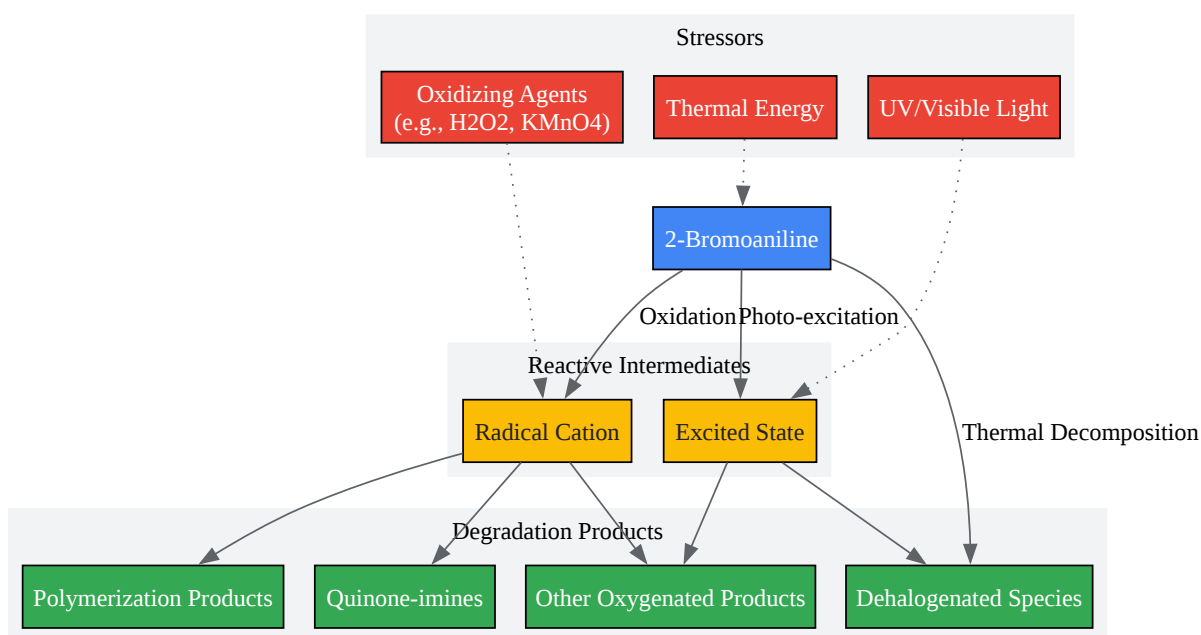 Stressors
Oxidizing Agents
(e.g., H2O2, KMnO4)
Thermal Energy
UV/Visible Light
2-Bromoaniline
Oxidation
Photo-excitation
Reactive Intermediates
Radical Cation
Excited State
Thermal Decomposition
Degradation Products
Polymerization Products
Quinone-imines
Other Oxygenated Products
Dehalogenated Species